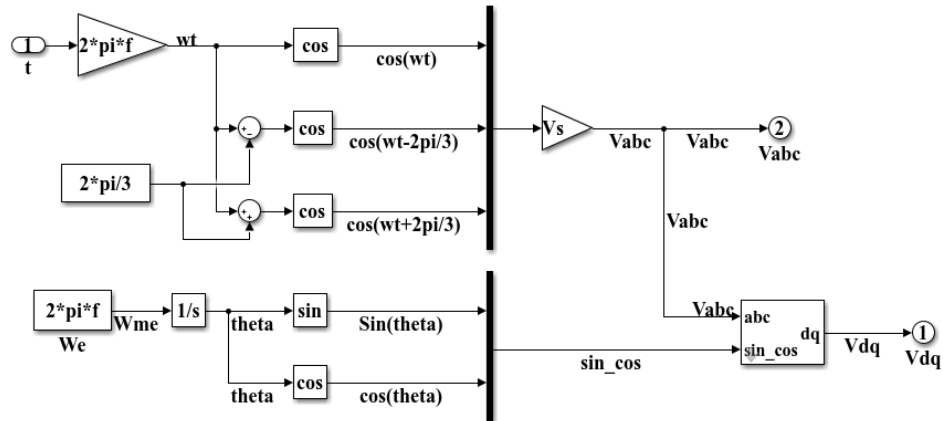 1
t
2*pi*f
wt
cos
cos(wt)
+-
cos
cos(wt-2pi/3)
2*pi/3
++
cos
cos(wt+2pi/3)
Vs
Vabc
Vabc
2
Vabc
Vabc
2*pi*f
We
Wme
1/s
theta
sin
Sin(theta)
theta
cos
cos(theta)
sin_cos
Vabc
abc
sin_cos
dq
Vdq
1
Vdq